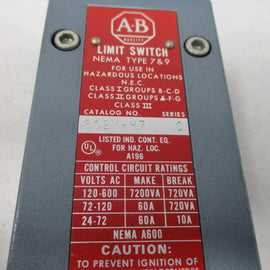 A-B
QUALITY
LIMIT SWITCH
NEMA TYPE 7 & 9
FOR USE IN
HAZARDOUS LOCATIONS
N.E.C.
CLASS I GROUPS B-C-D
CLASS II GROUPS E-F-G
CLASS III
CATALOG NO. SERIES
UL
LISTED IND. CONT. EQ.
FOR HAZ. LOC.
A196
CONTROL CIRCUIT RATINGS
VOLTS AC MAKE BREAK
120-600 7200VA 720VA
72-120 60A 720VA
24-72 60A 10A
NEMA A600
CAUTION:
TO PREVENT IGNITION OF